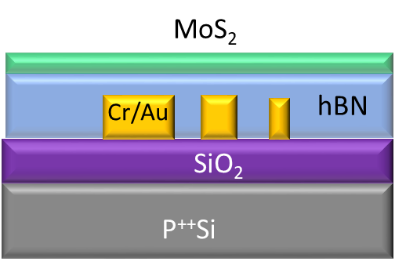 MoS₂
Cr/Au
hBN
SiO₂
P⁺⁺Si